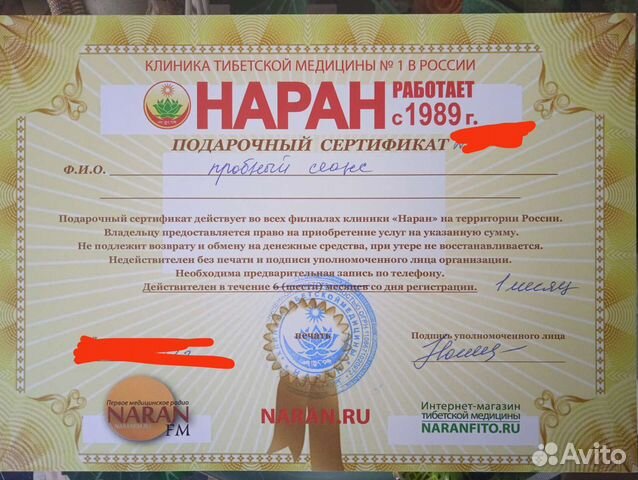 КЛИНИКА ТИБЕТСКОЙ МЕДИЦИНЫ № 1 В РОССИИ
НАРАН РАБОТАЕТ
с 1989 г.
ПОДАРОЧНЫЙ СЕРТИФИКАТ
Ф.И.О. пробный сеанс
Подарочный сертификат действует во всех филиалах клиники «Наран» на территории России.
Владельцу предоставляется право на приобретение услуг на указанную сумму.
Не подлежит возврату и обмену на денежные средства, при утере не восстанавливается.
Недействителен без печати и подписи уполномоченного лица организации.
Необходима предварительная запись по телефону.
Действителен в течение 6 (шести) месяцев со дня регистрации. 1 месяц
Подпись уполномоченного лица
печать
Первое медицинское радио
NARAN
NARANFM.RU
FM
NARAN.RU
Интернет-магазин
тибетской медицины
NARANFITO.RU
Avito